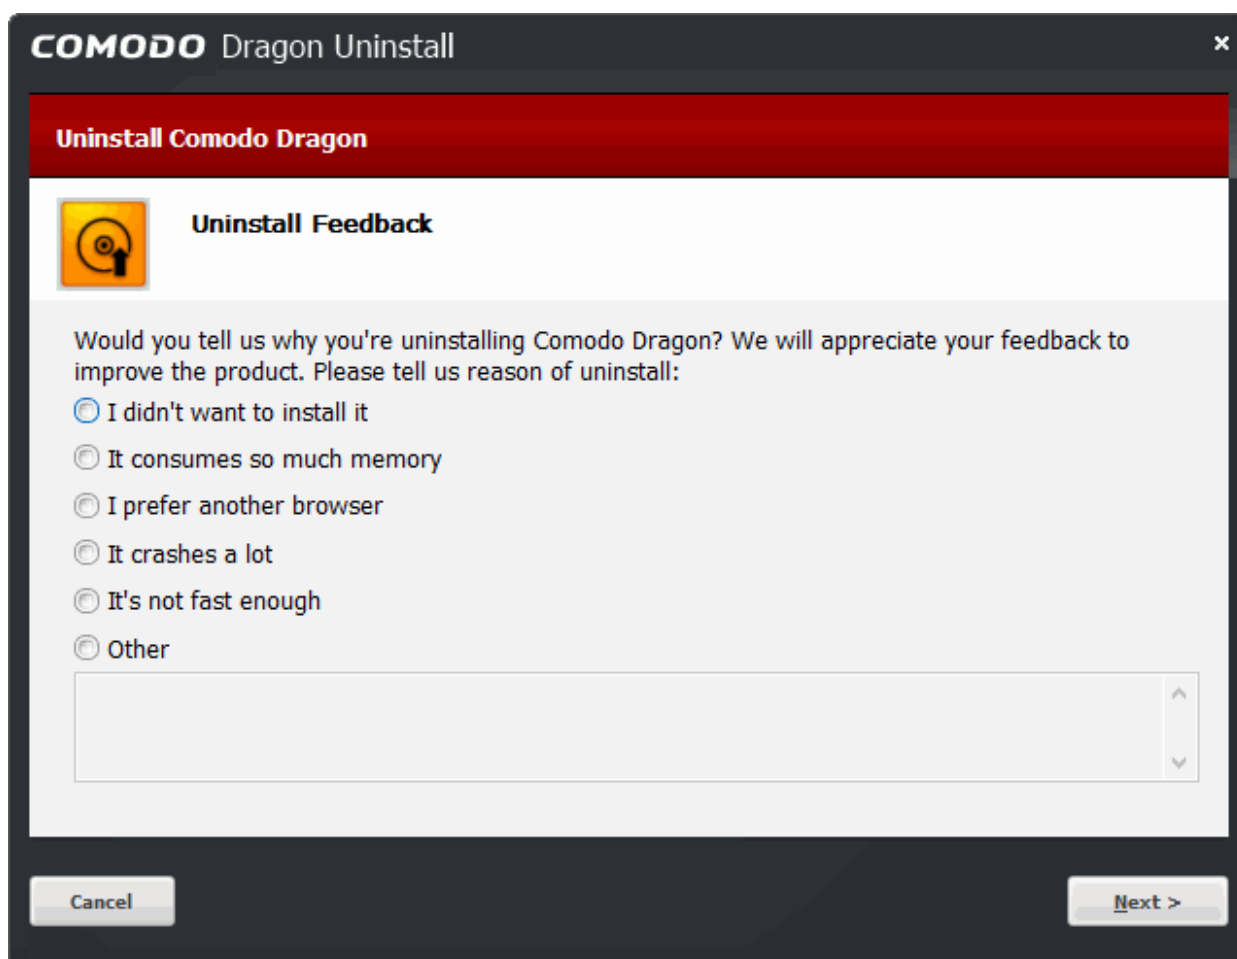 COMODO Dragon Uninstall
Uninstall Comodo Dragon
Uninstall Feedback
Would you tell us why you're uninstalling Comodo Dragon? We will appreciate your feedback to
improve the product. Please tell us reason of uninstall:
I didn't want to install it
It consumes so much memory
I prefer another browser
It crashes a lot
It's not fast enough
Other
Cancel
Next >